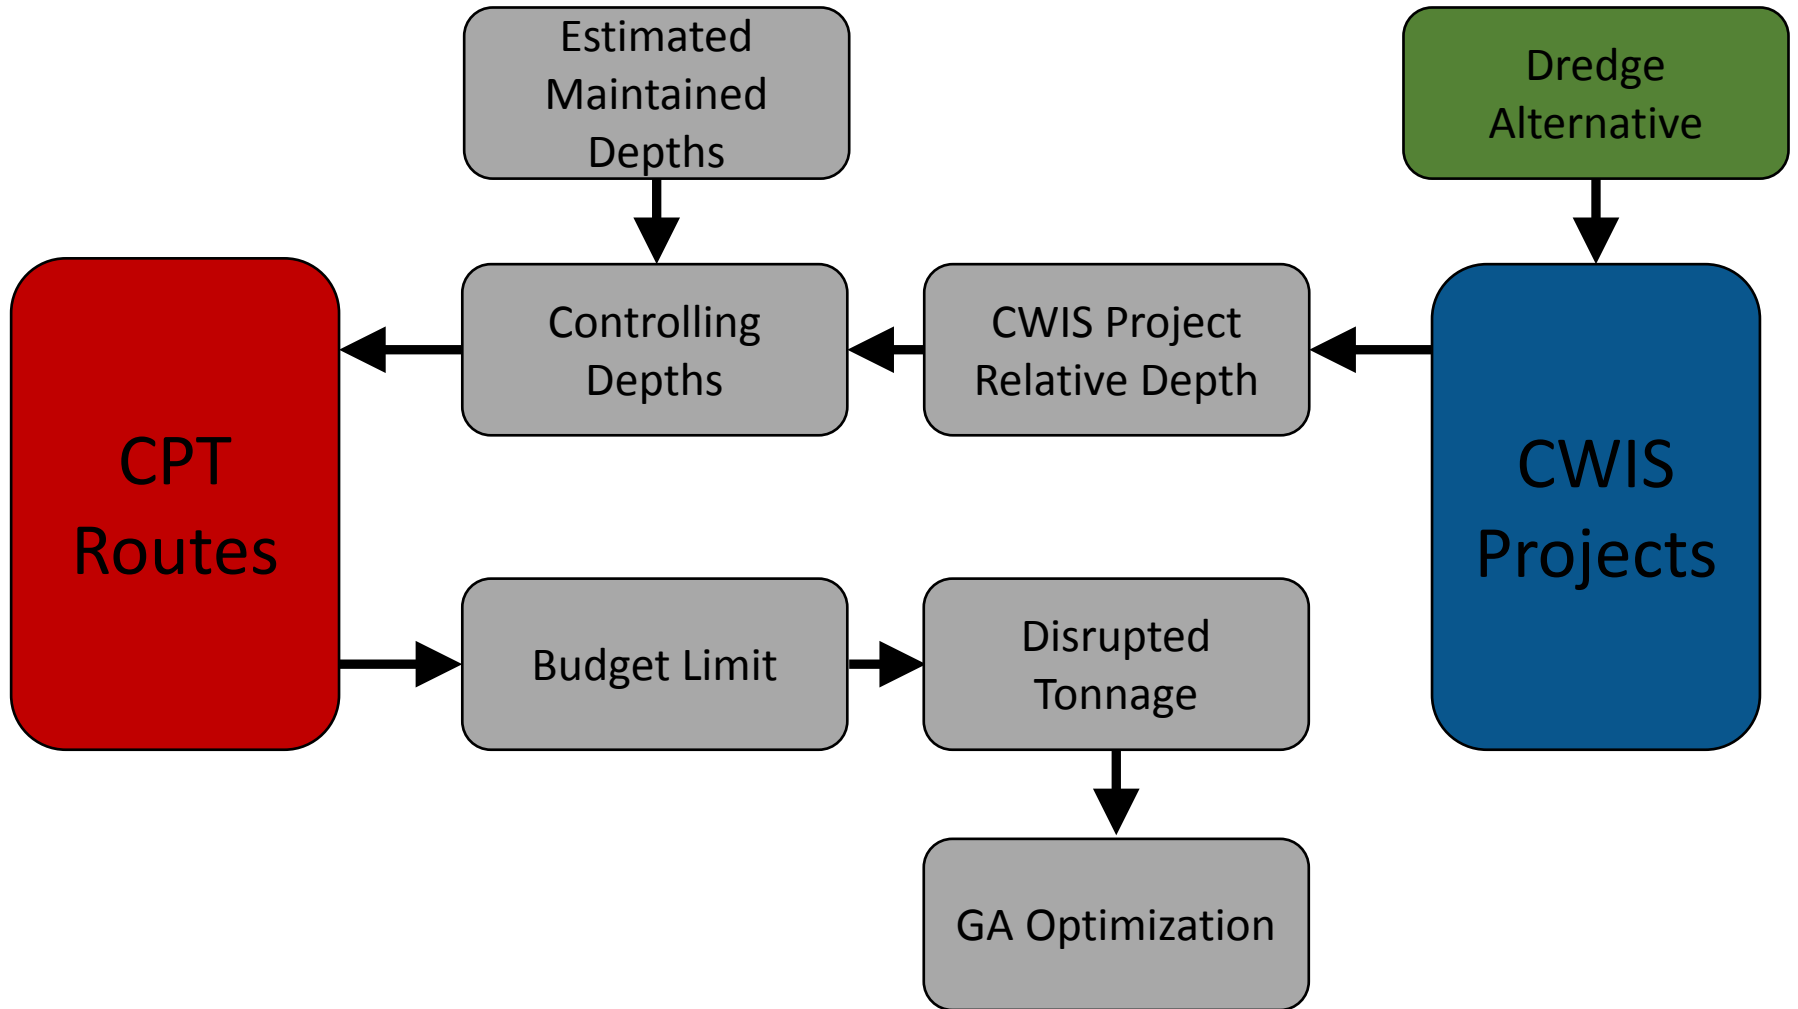 Estimated
Maintained
Depths
Dredge
Alternative
Controlling
Depths
CWIS Project
Relative Depth
CPT
Routes
CWIS
Projects
Budget Limit
Disrupted
Tonnage
GA Optimization